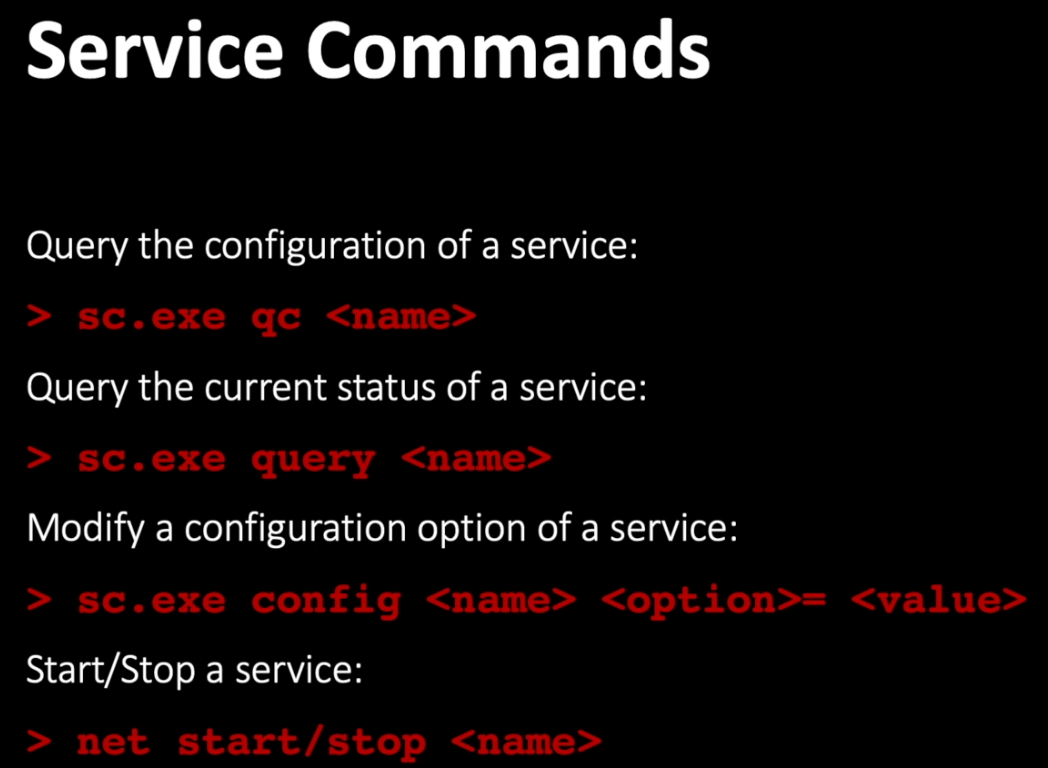 Service Commands
Query the configuration of a service:
> sc.exe qc <name>
Query the current status of a service:
> sc.exe query <name>
Modify a configuration option of a service:
> sc.exe config <name> <option>= <value>
Start/Stop a service:
> net start/stop <name>